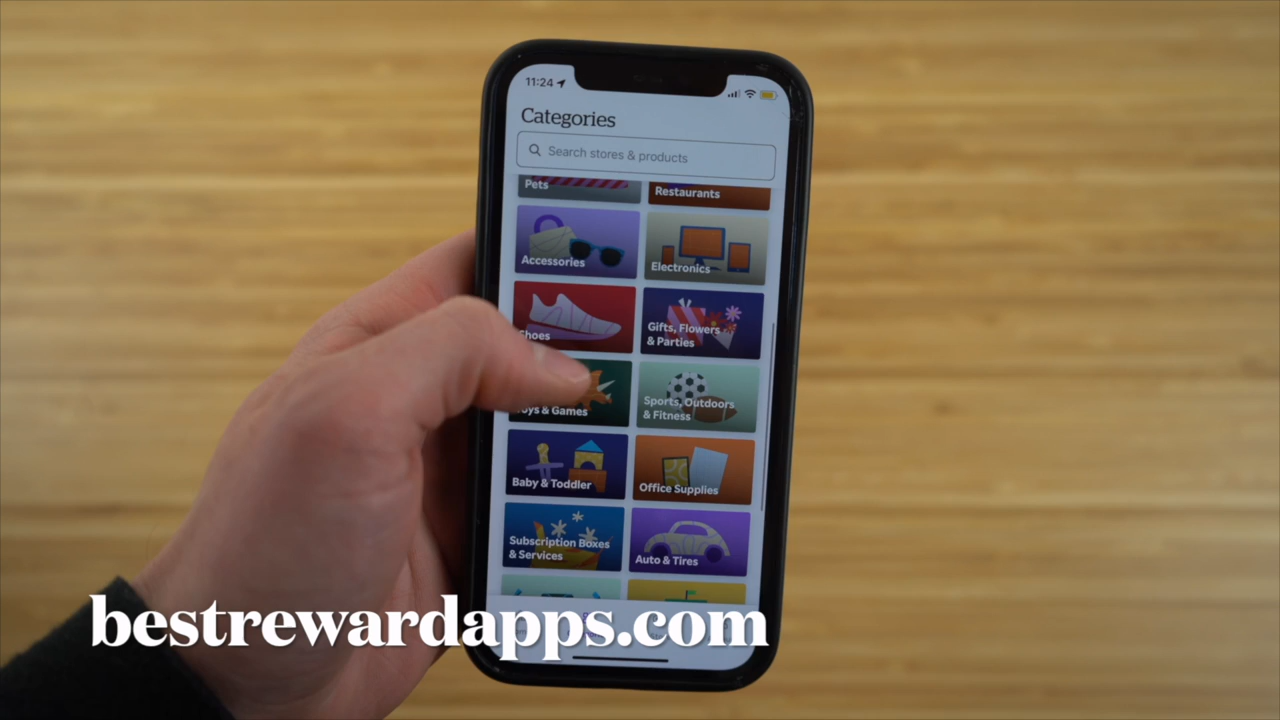 11:24
Categories
Search stores & products
Pets
Restaurants
Accessories
Electronics
Shoes
Gifts, Flowers
& Parties
Toys & Games
Sports, Outdoors
& Fitness
Baby & Toddler
Office Supplies
Subscription Boxes
& Services
Auto & Tires
bestrewardapps.com